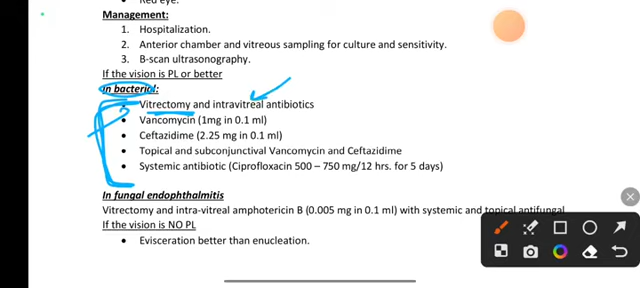 • Red eye.
Management:
1. Hospitalization.
2. Anterior chamber and vitreous sampling for culture and sensitivity.
3. B-scan ultrasonography.
If the vision is PL or better
In bacterial:
• Vitrectomy and intravitreal antibiotics
• Vancomycin (1mg in 0.1 ml)
• Ceftazidime (2.25 mg in 0.1 ml)
• Topical and subconjunctival Vancomycin and Ceftazidime
• Systemic antibiotic (Ciprofloxacin 500 – 750 mg/12 hrs. for 5 days)
In fungal endophthalmitis
Vitrectomy and intra-vitreal amphotericin B (0.005 mg in 0.1 ml) with systemic and topical antifungal
If the vision is NO PL
• Evisceration better than enucleation.